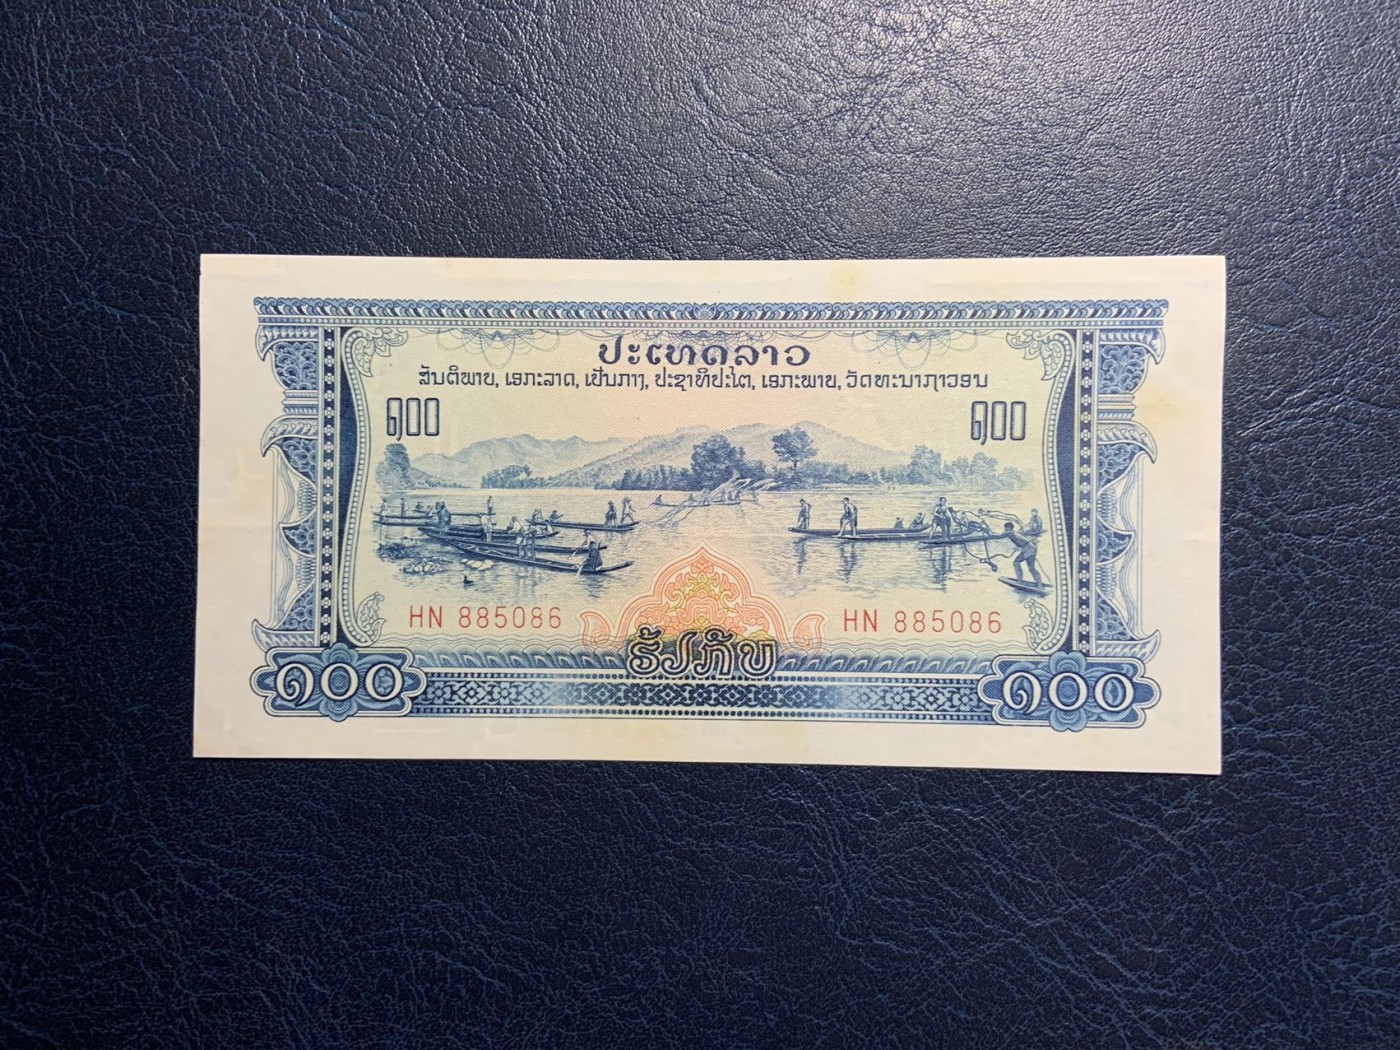 ປະເທດລາວ
ສັນຕິພາບ, ເອກະລາດ, ເປັນກາງ, ປະຊາທິປະໄຕ, ເອກະພາບ, ວັດທະນາຖາວອນ
໑໐໐ ໑໐໐
HN 885086 HN 885086
ຮ້ອຍກີບ
໑໐໐ ໑໐໐